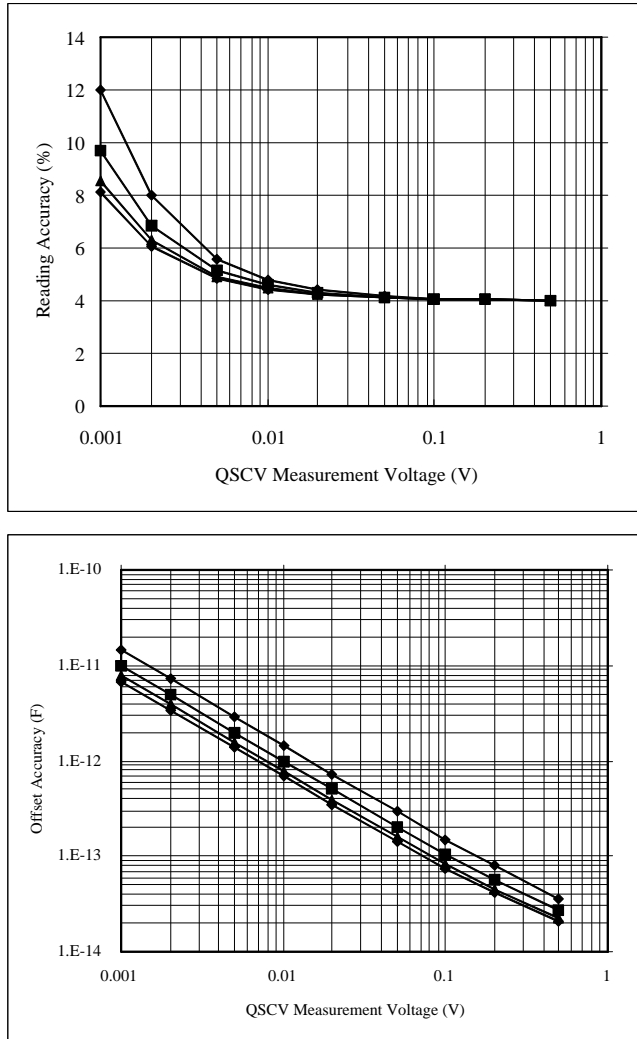 14
12
10
8
6
4
2
0
Reading Accuracy (%)
0.001 0.01 0.1 1
QSCV Measurement Voltage (V)
1.E-10
1.E-11
1.E-12
1.E-13
1.E-14
Offset Accuracy (F)
0.001 0.01 0.1 1
QSCV Measurement Voltage (V)